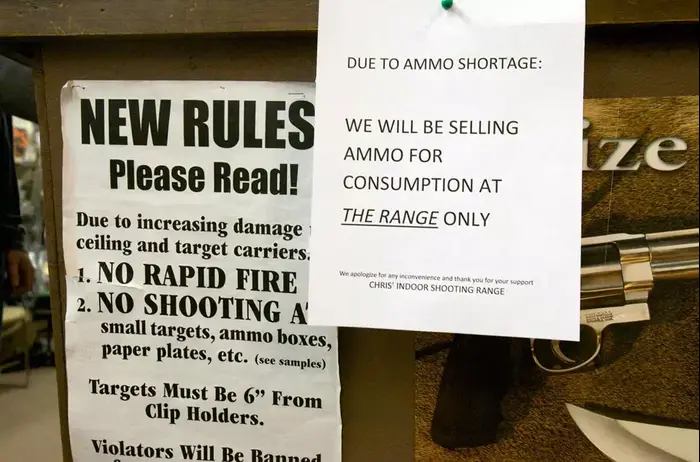 NEW RULES
Please Read!
Due to increasing damage
ceiling and target carriers.
1. NO RAPID FIRE
2. NO SHOOTING A
small targets, ammo boxes,
paper plates, etc. (see samples)
Targets Must Be 6” From
Clip Holders.
Violators Will Be Banned
DUE TO AMMO SHORTAGE:
WE WILL BE SELLING
AMMO FOR
CONSUMPTION AT
THE RANGE ONLY
We apologize for any inconvenience and thank you for your support
CHRIS' INDOOR SHOOTING RANGE
ize